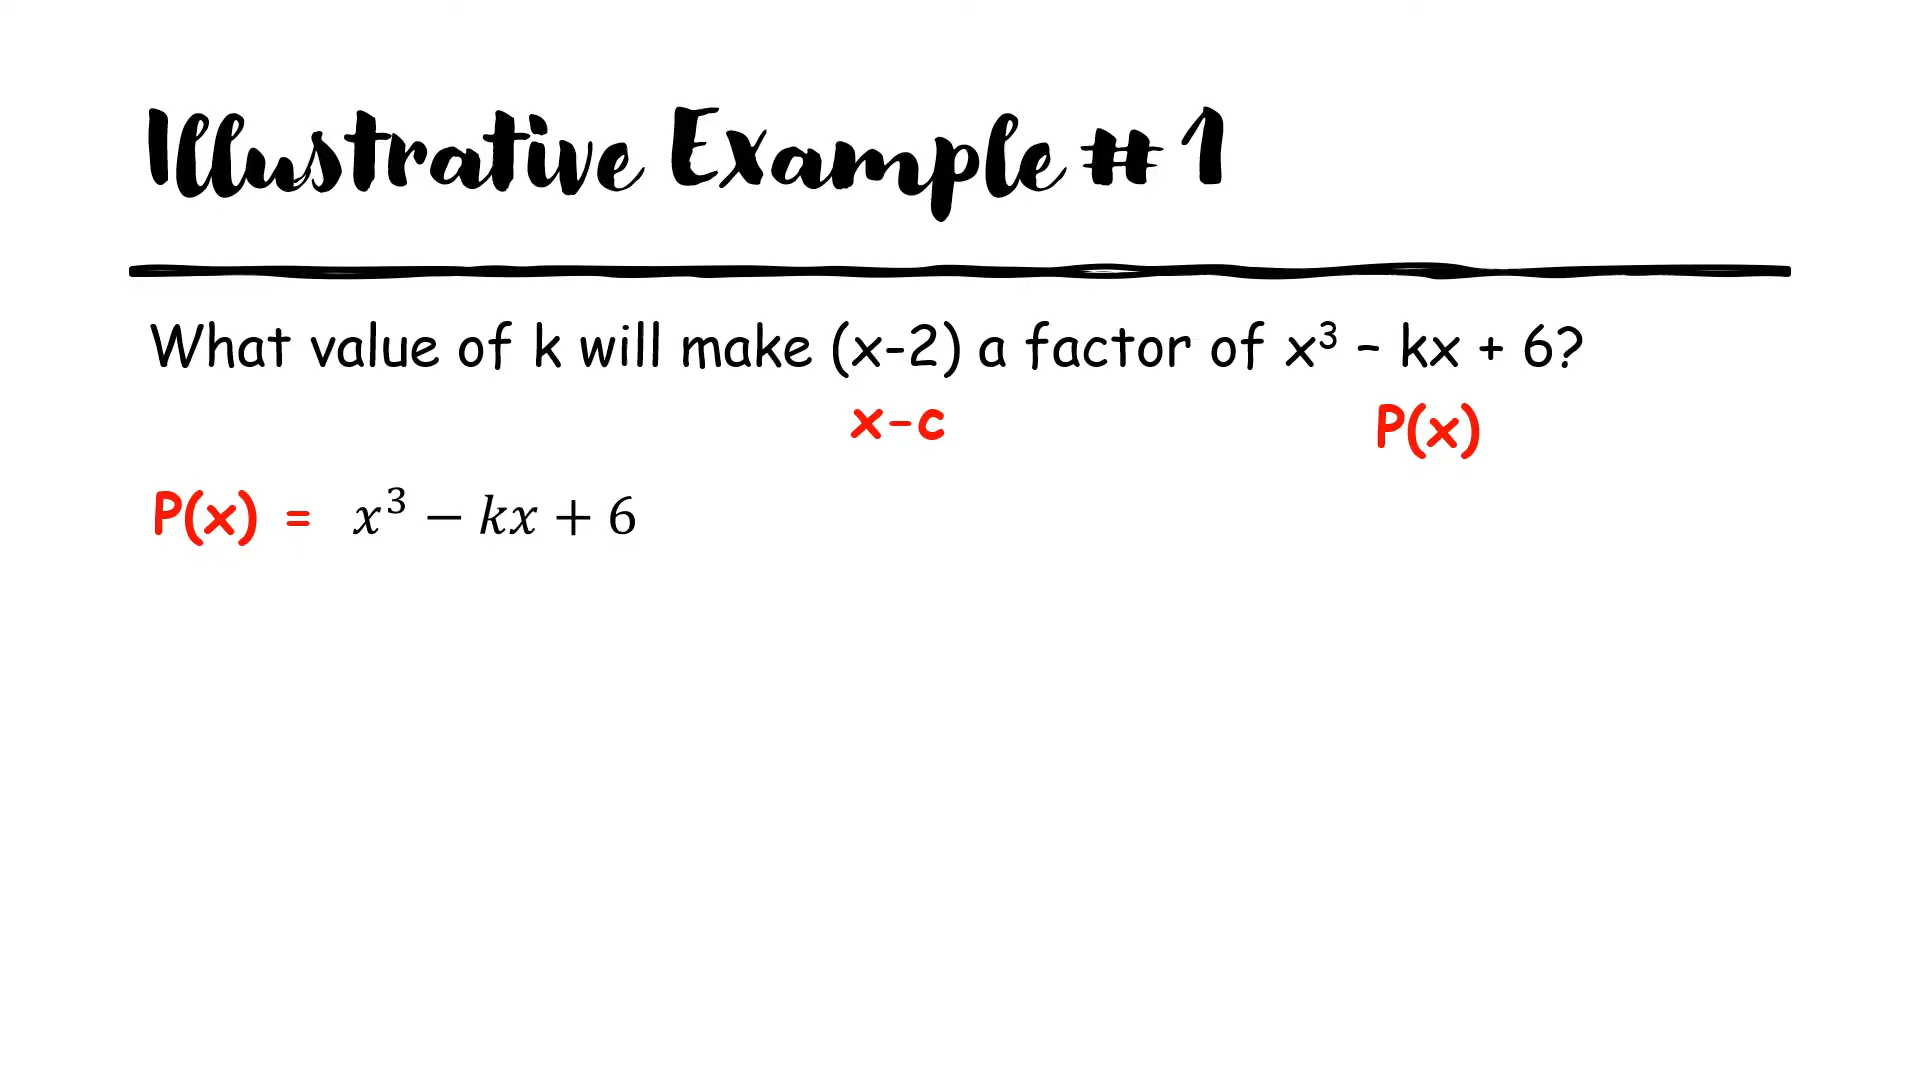 Illustrative Example # 1
What value of k will make (x-2) a factor of x³ – kx + 6?
x-c P(x)
P(x) = x³ − kx + 6